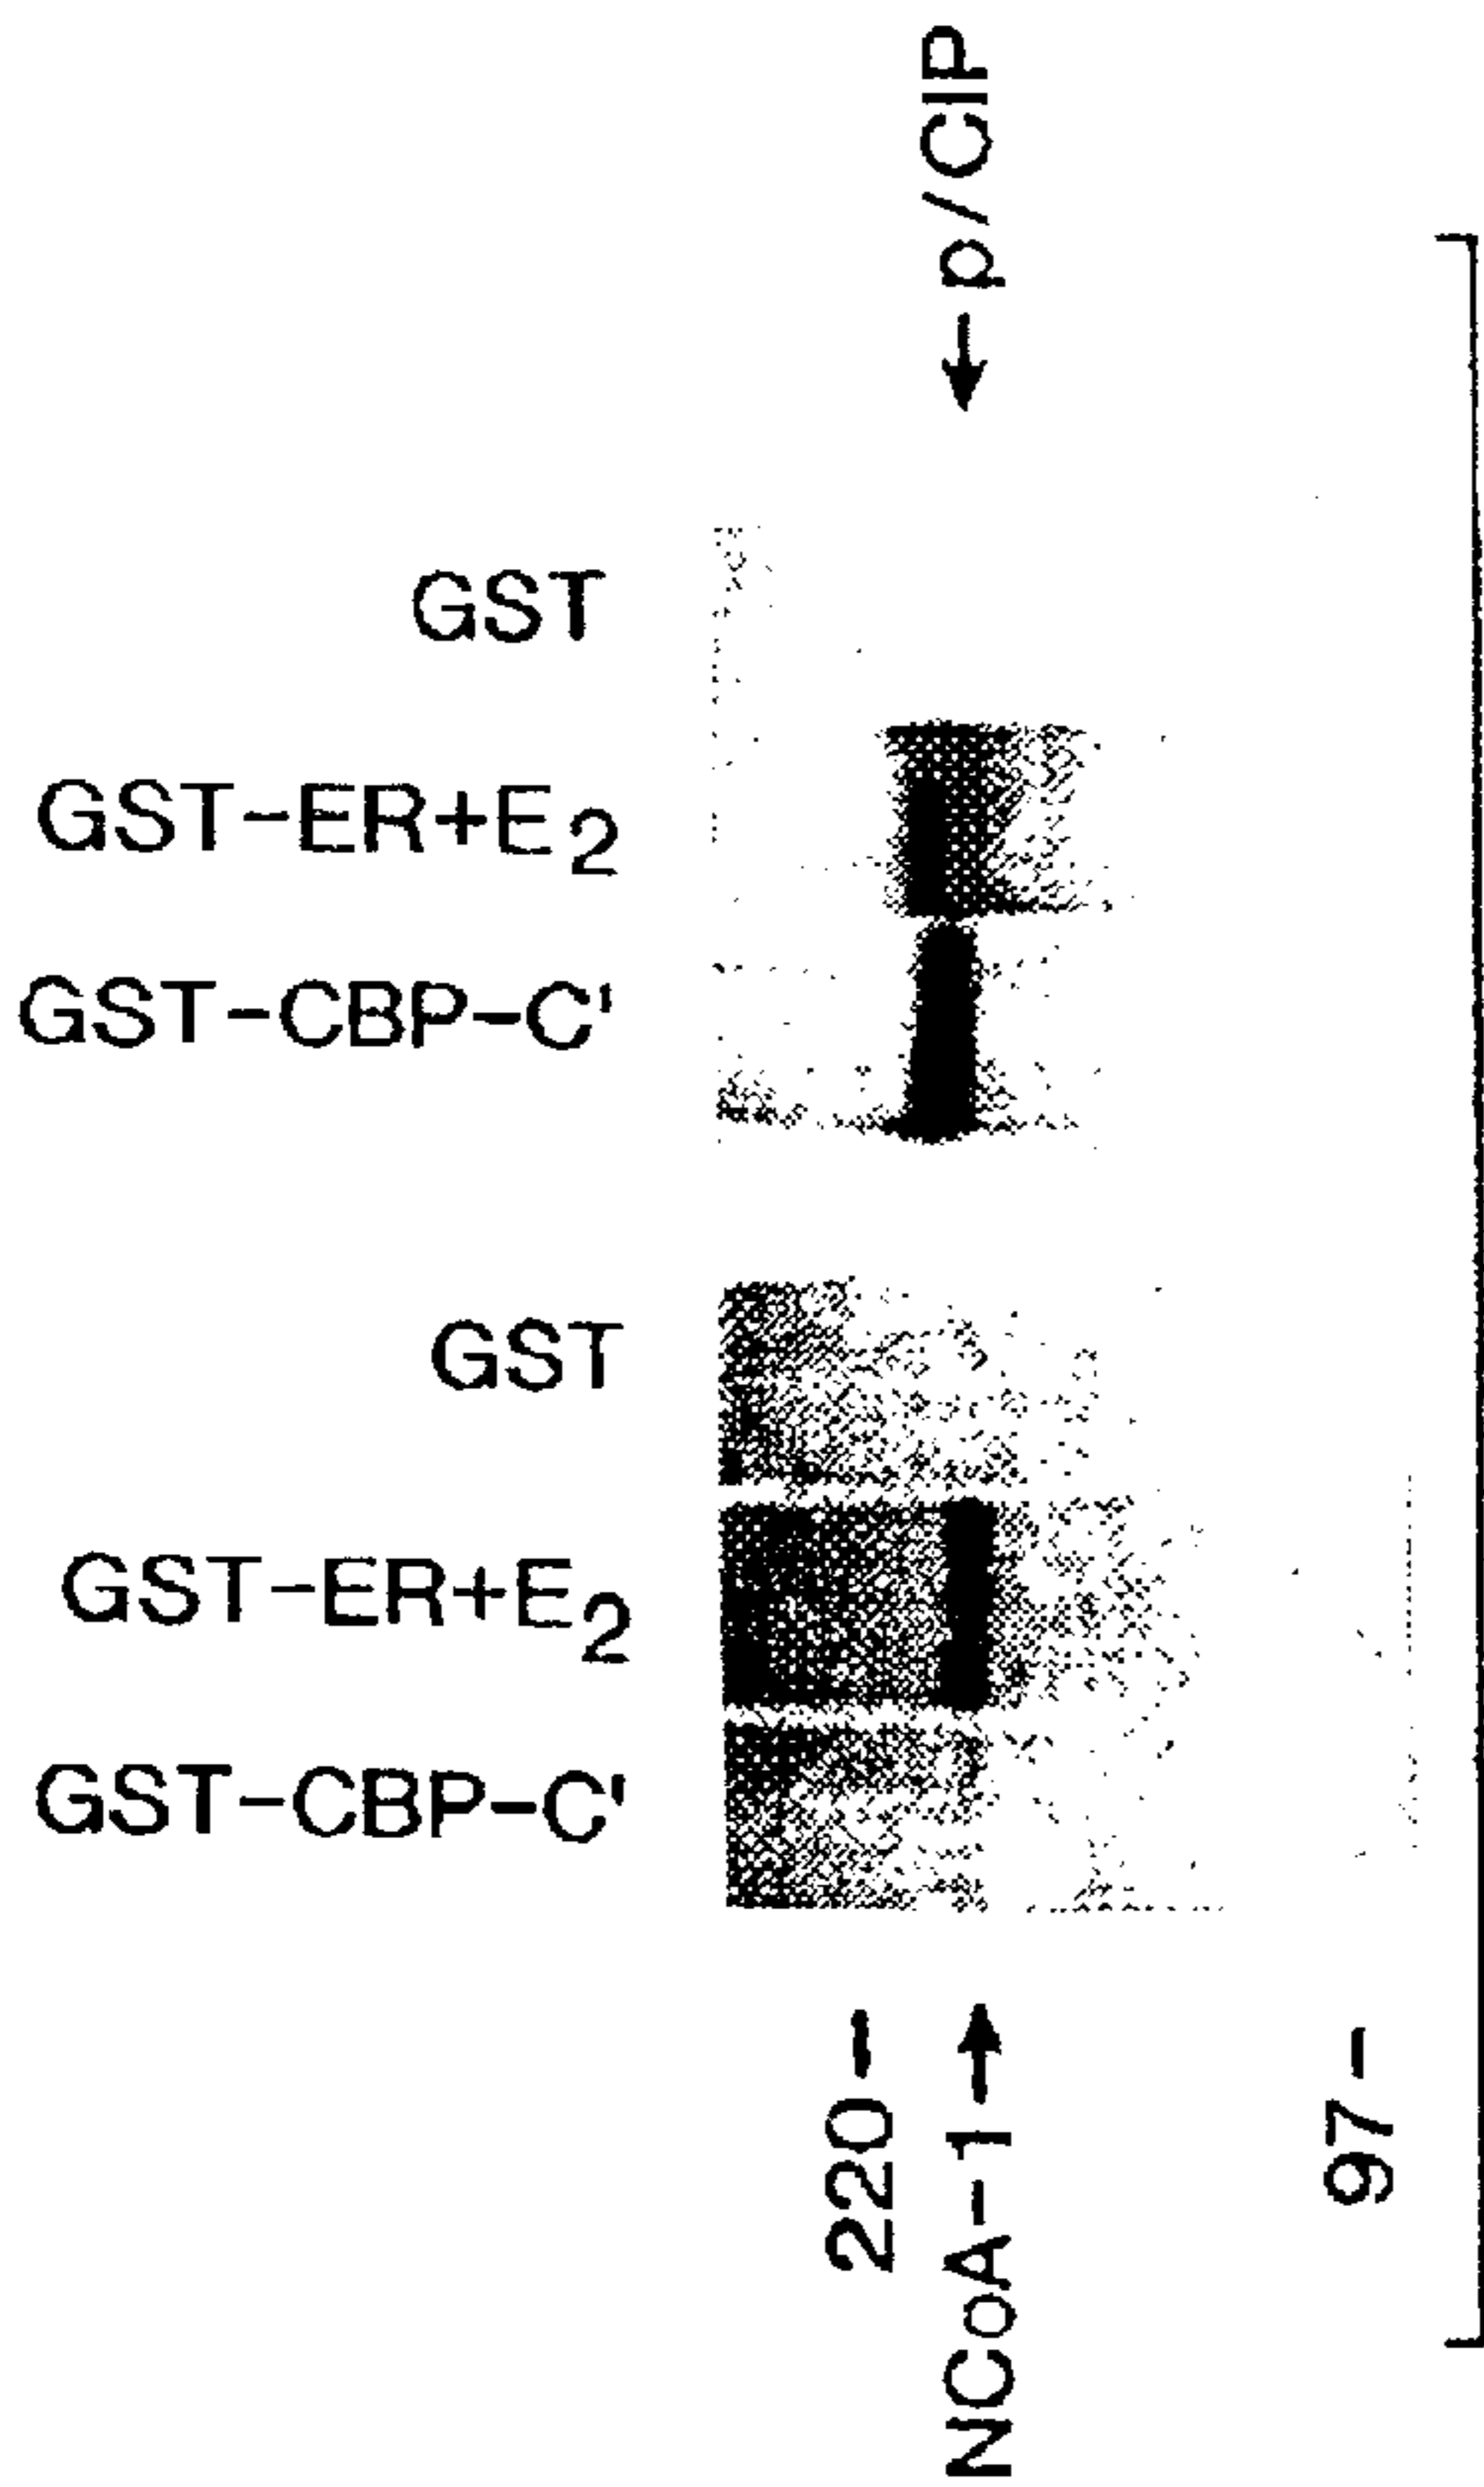 p/CIP
GST
GST-ER+E2
GST-CBP-C'
GST
GST-ER+E2
GST-CBP-C'
220-
NCoA-1
97-